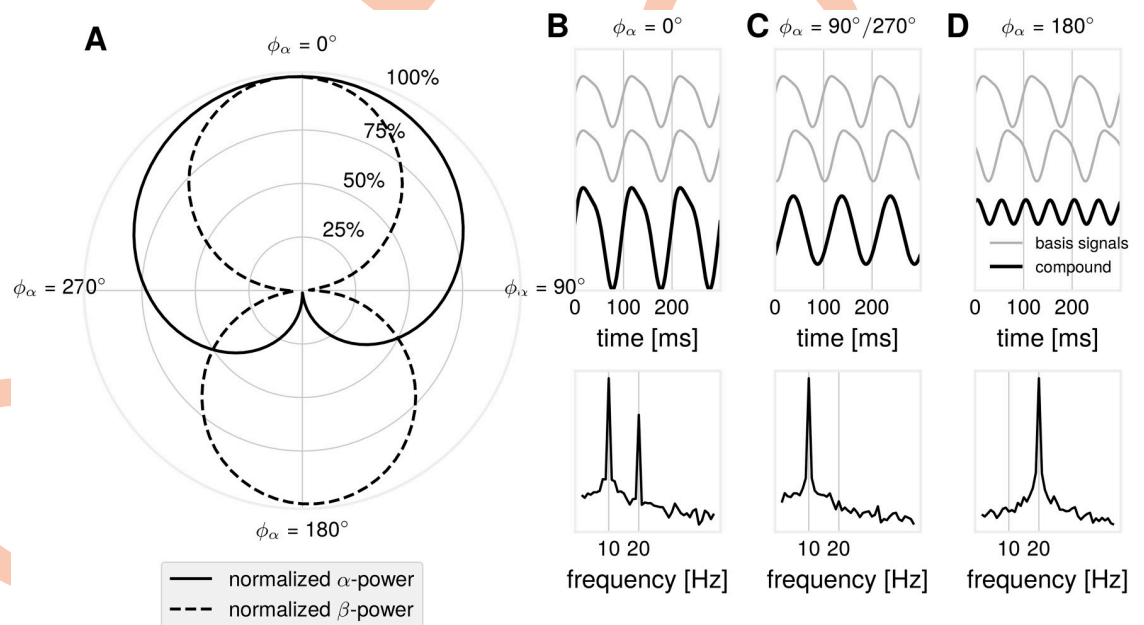 A
ϕα = 0°
100%
75%
50%
25%
ϕα = 270°
ϕα = 90°
ϕα = 180°
normalized α-power
normalized β-power
B
ϕα = 0°
0 100 200
time [ms]
10 20
frequency [Hz]
C
ϕα = 90°/270°
0 100 200
time [ms]
10 20
frequency [Hz]
D
ϕα = 180°
basis signals
compound
0 100 200
time [ms]
10 20
frequency [Hz]